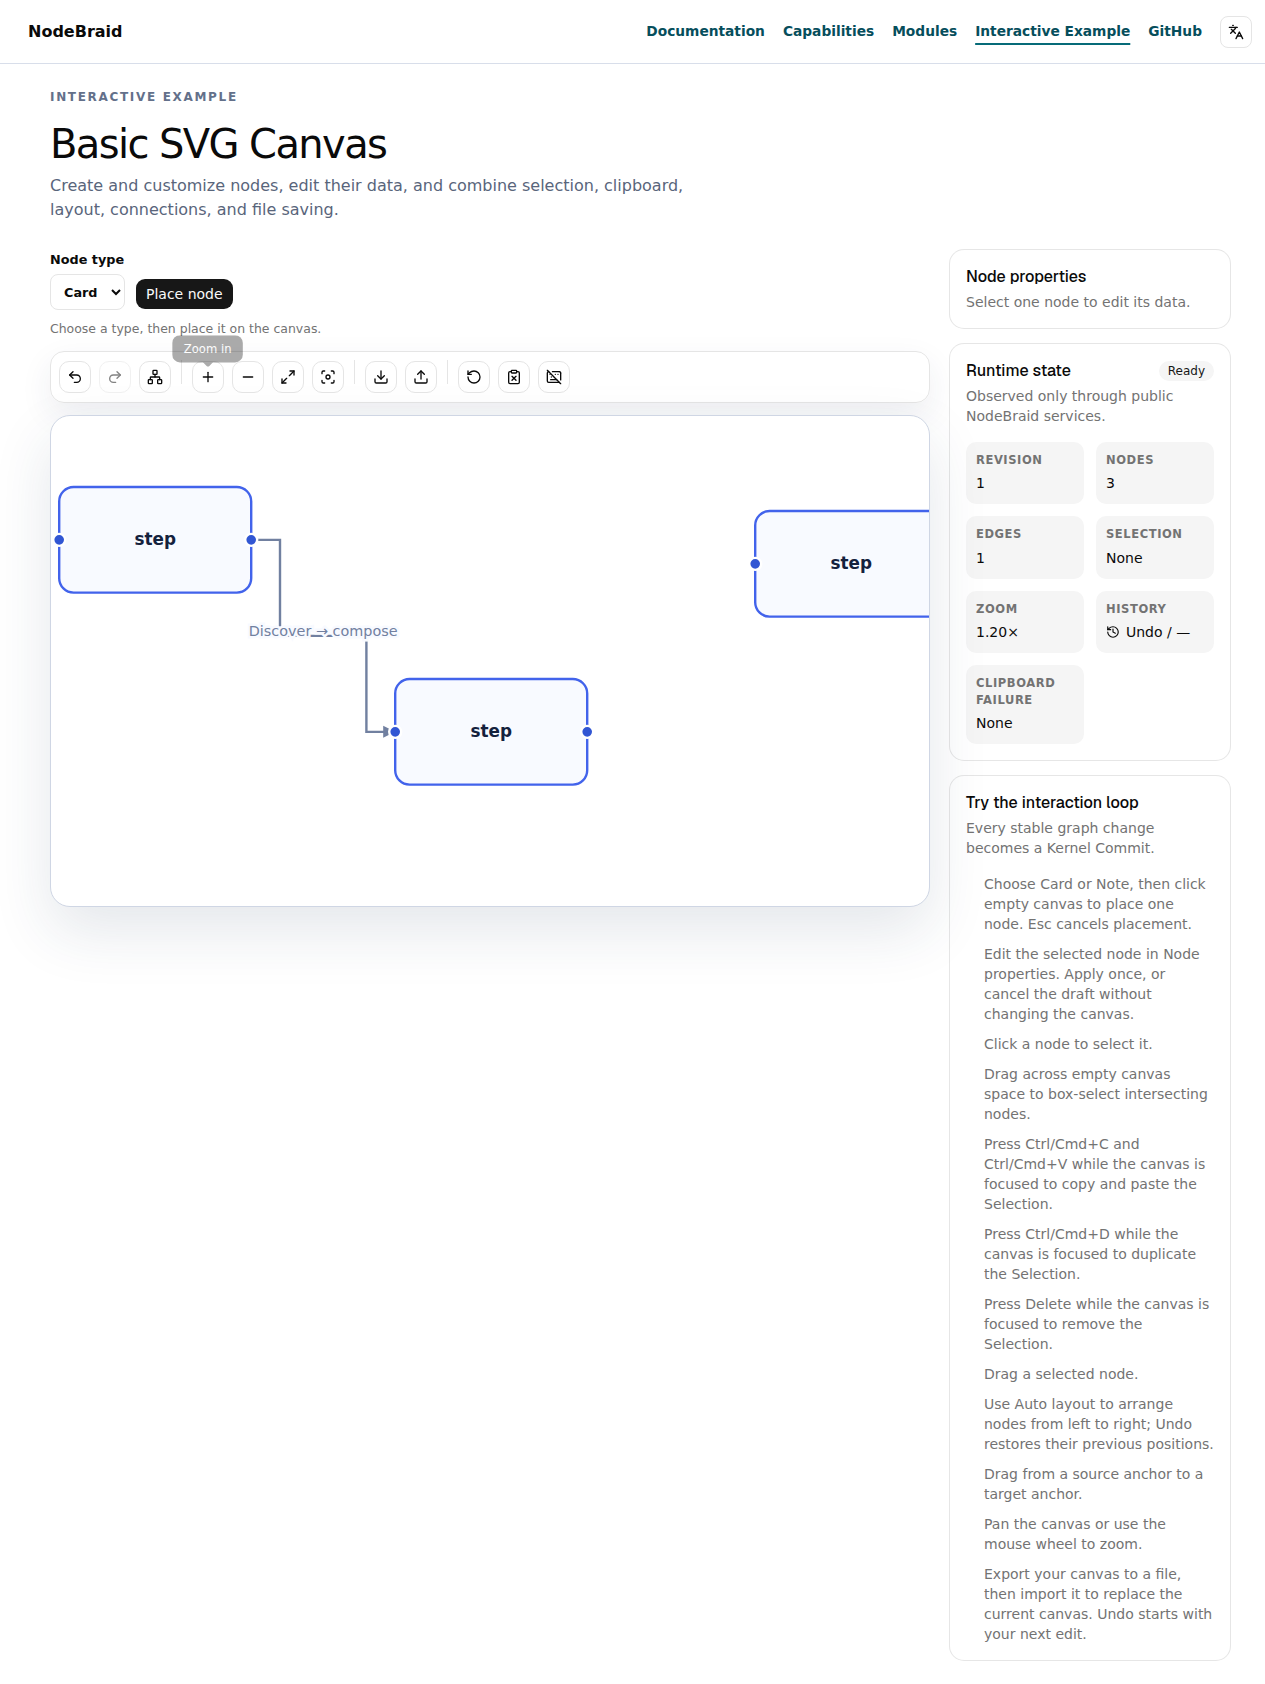 NodeBraid
Documentation Capabilities Modules Interactive Example GitHub
INTERACTIVE EXAMPLE
Basic SVG Canvas
Create and customize nodes, edit their data, and combine selection, clipboard,
layout, connections, and file saving.
Node type
Card
Place node
Choose a type, then place it on the canvas.
Zoom in
step
step
Discover → compose
step
Node properties
Select one node to edit its data.
Runtime state
Ready
Observed only through public
NodeBraid services.
REVISION
1
NODES
3
EDGES
1
SELECTION
None
ZOOM
1.20×
HISTORY
Undo / —
CLIPBOARD
FAILURE
None
Try the interaction loop
Every stable graph change
becomes a Kernel Commit.
Choose Card or Note, then click
empty canvas to place one
node. Esc cancels placement.
Edit the selected node in Node
properties. Apply once, or
cancel the draft without
changing the canvas.
Click a node to select it.
Drag across empty canvas
space to box-select intersecting
nodes.
Press Ctrl/Cmd+C and
Ctrl/Cmd+V while the canvas is
focused to copy and paste the
Selection.
Press Ctrl/Cmd+D while the
canvas is focused to duplicate
the Selection.
Press Delete while the canvas is
focused to remove the
Selection.
Drag a selected node.
Use Auto layout to arrange
nodes from left to right; Undo
restores their previous positions.
Drag from a source anchor to a
target anchor.
Pan the canvas or use the
mouse wheel to zoom.
Export your canvas to a file,
then import it to replace the
current canvas. Undo starts with
your next edit.